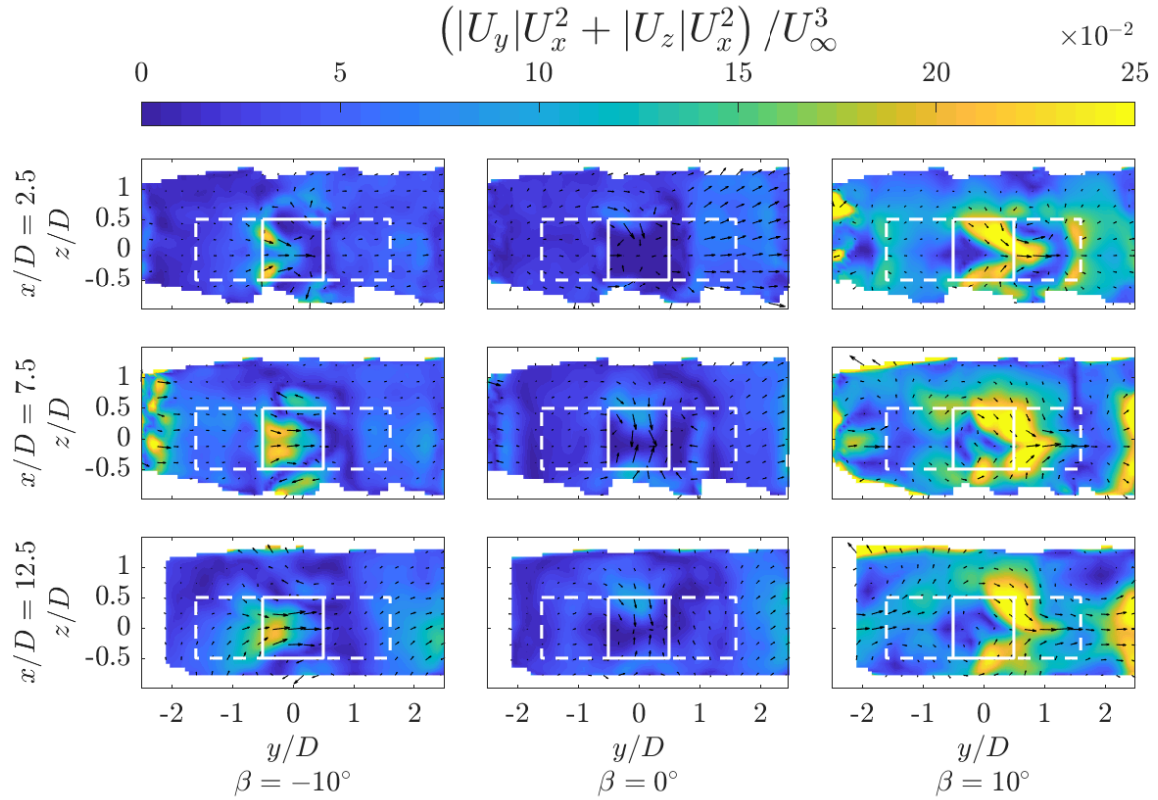 (|U_y|U_x^2 + |U_z|U_x^2) /U_∞^3
×10^-2
0 5 10 15 20 25
x/D = 2.5
z/D
1
0.5
0
-0.5
x/D = 7.5
z/D
1
0.5
0
-0.5
x/D = 12.5
z/D
1
0.5
0
-0.5
-2 -1 0 1 2 -2 -1 0 1 2 -2 -1 0 1 2
y/D y/D y/D
β = −10° β = 0° β = 10°